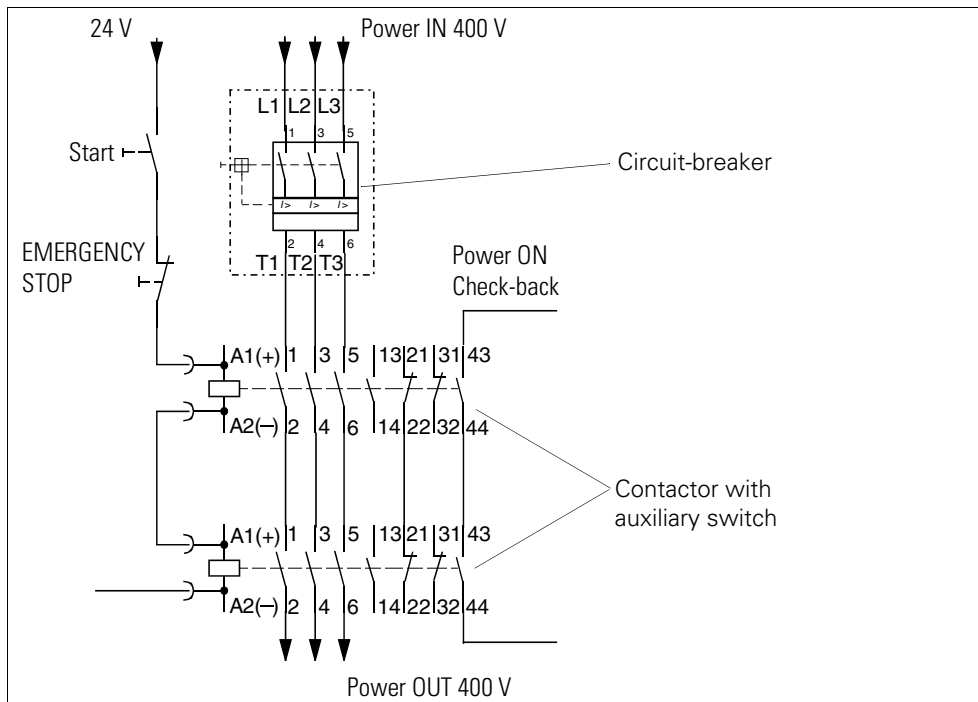 24 V
Power IN 400 V
L1 L2 L3
1 3 5
Start
Circuit-breaker
I> I> I>
2 4 6
T1 T2 T3
EMERGENCY
STOP
Power ON
Check-back
A1(+) 1 3 5 13 21 31 43
A2(–) 2 4 6 14 22 32 44
Contactor with
auxiliary switch
A1(+) 1 3 5 13 21 31 43
A2(–) 2 4 6 14 22 32 44
Power OUT 400 V